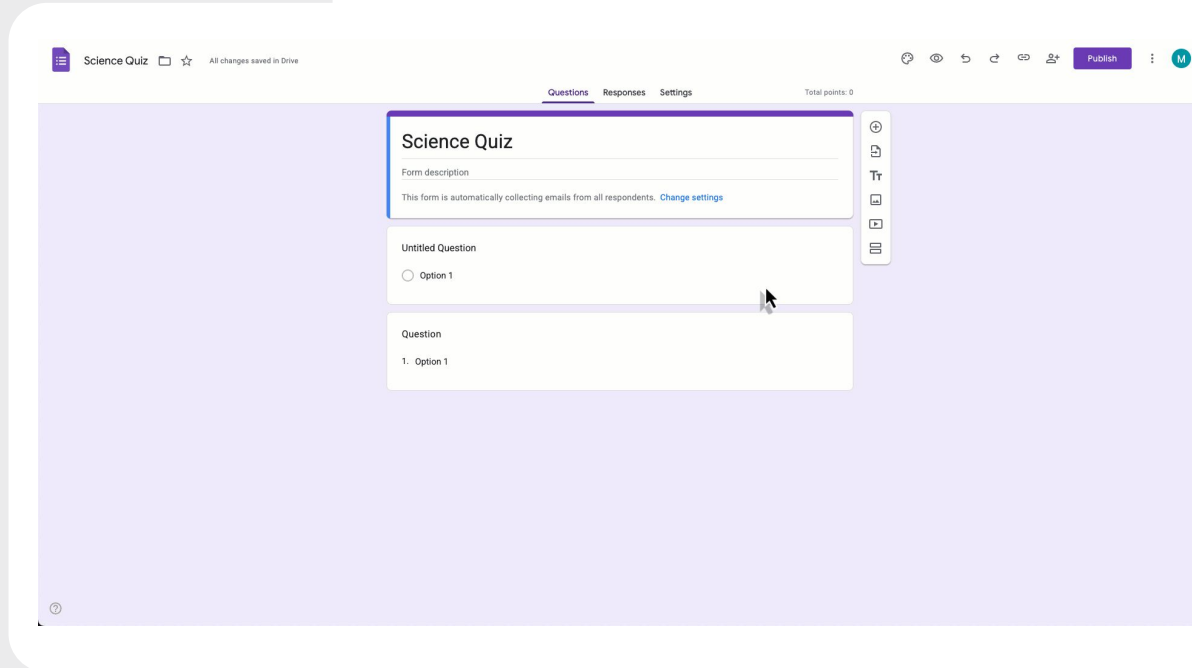 Science Quiz
All changes saved in Drive
Publish
M
Questions
Responses
Settings
Total points: 0
Science Quiz
Form description
This form is automatically collecting emails from all respondents. Change settings
Tт
Untitled Question
Option 1
Question
1. Option 1